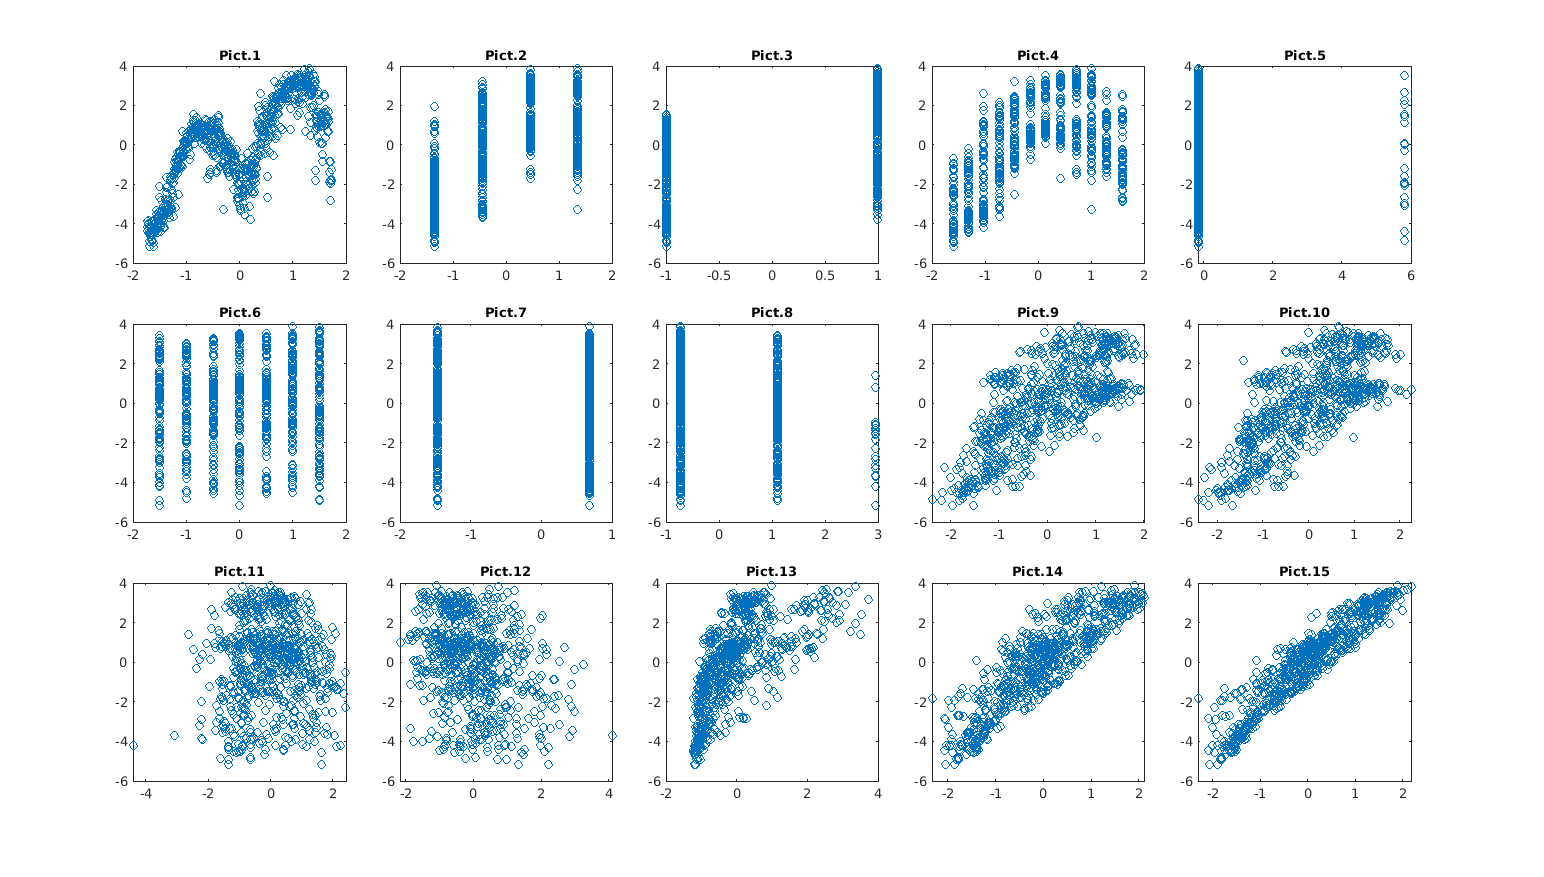 Pict.1 Pict.2 Pict.3 Pict.4 Pict.5
4 4 4 4 4
2 2 2 2 2
0 0 0 0 0
-2 -2 -2 -2 -2
-4 -4 -4 -4 -4
-6 -6 -6 -6 -6
-2 -1 0 1 2 -2 -1 0 1 2 -1 -0.5 0 0.5 1 -2 -1 0 1 2 0 2 4 6
Pict.6 Pict.7 Pict.8 Pict.9 Pict.10
4 4 4 4 4
2 2 2 2 2
0 0 0 0 0
-2 -2 -2 -2 -2
-4 -4 -4 -4 -4
-6 -6 -6 -6 -6
-2 -1 0 1 2 -2 -1 0 1 -1 0 1 2 3 -2 -1 0 1 2 -2 -1 0 1 2
Pict.11 Pict.12 Pict.13 Pict.14 Pict.15
4 4 4 4 4
2 2 2 2 2
0 0 0 0 0
-2 -2 -2 -2 -2
-4 -4 -4 -4 -4
-6 -6 -6 -6 -6
-4 -2 0 2 -2 0 2 4 -2 0 2 4 -2 -1 0 1 2 -2 -1 0 1 2